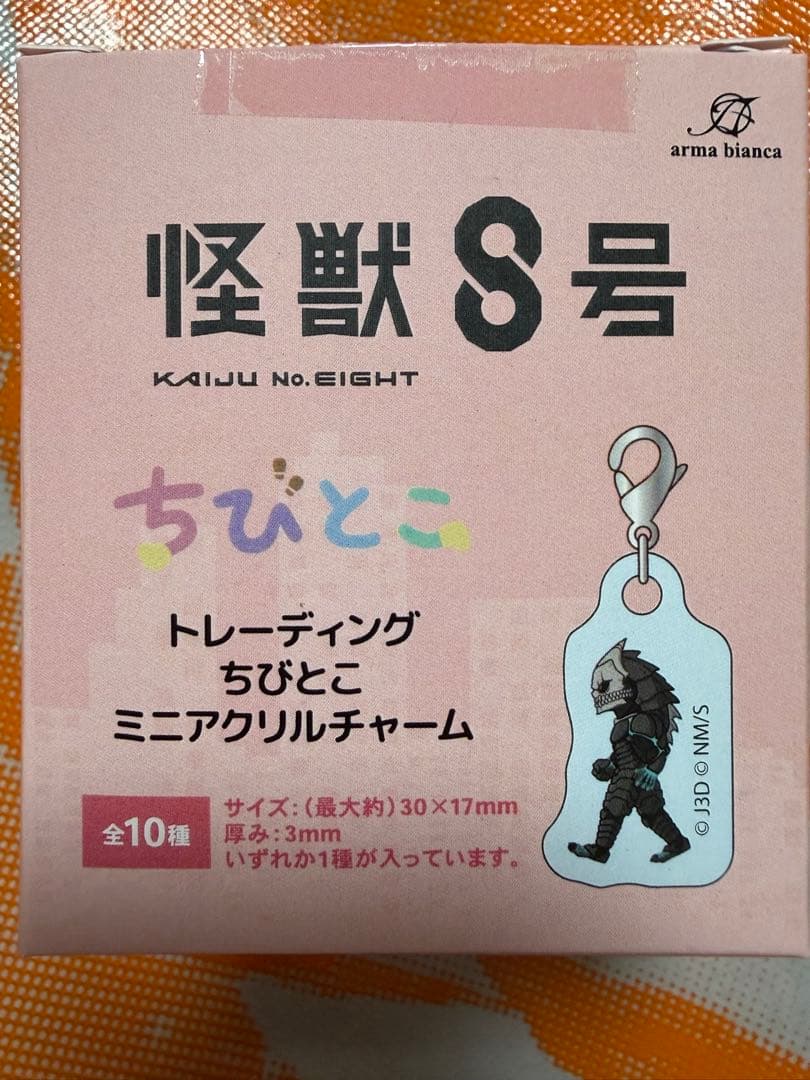 arma bianca
怪獣8号
KAIJU No.EIGHT
ちびとこ
トレーディング
ちびとこ
ミニアクリルチャーム
全10種
サイズ:(最大約)30×17mm
厚み:3mm
いずれか1種が入っています。
© J3D © NM/S